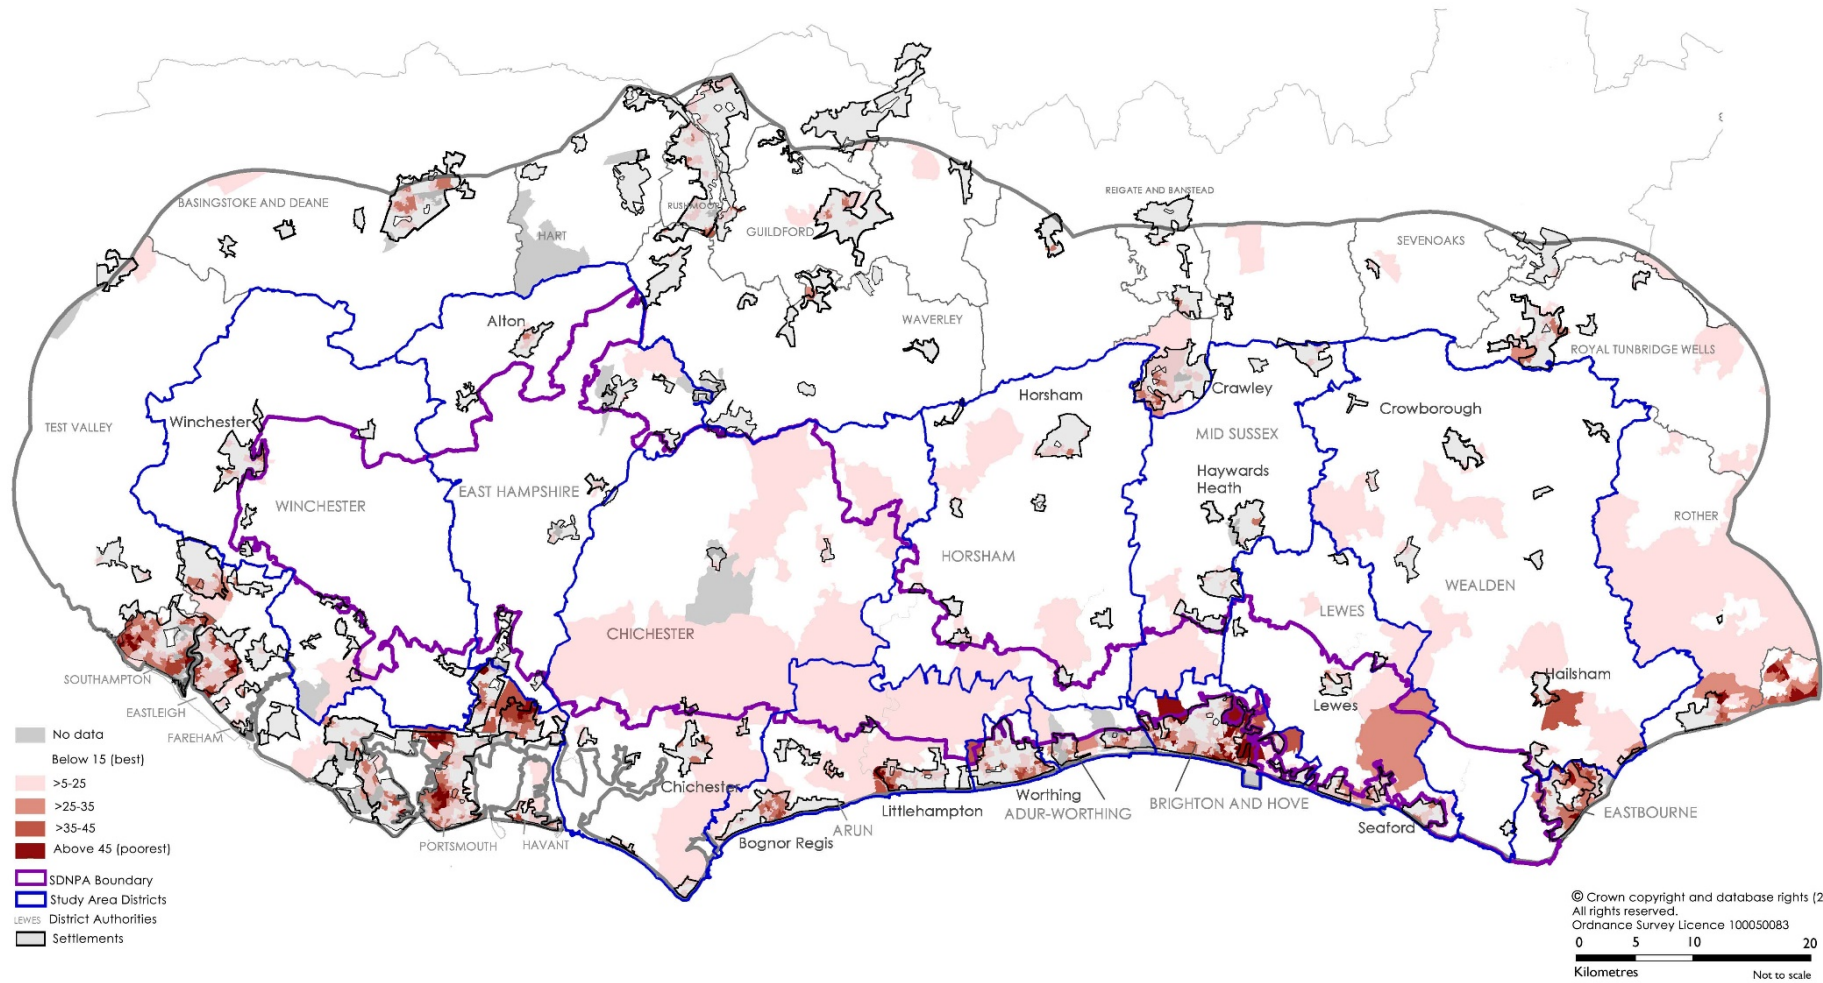 BASINGSTOKE AND DEANE
HART
RUSHMOOR
GUILDFORD
REIGATE AND BANSTEAD
SEVENOAKS
Alton
WAVERLEY
ROYAL TUNBRIDGE WELLS
Winchester
TEST VALLEY
Horsham
Crawley
Crowborough
MID SUSSEX
Haywards
Heath
WINCHESTER
EAST HAMPSHIRE
ROTHER
HORSHAM
WEALDEN
LEWES
CHICHESTER
SOUTHAMPTON
Hailsham
EASTLEIGH
Lewes
FAREHAM
Chichester
Littlehampton
Worthing
ADUR-WORTHING
BRIGHTON AND HOVE
EASTBOURNE
ARUN
Bognor Regis
Seaford
PORTSMOUTH
HAVANT
No data
Below 15 (best)
>5-25
>25-35
>35-45
Above 45 (poorest)
SDNPA Boundary
Study Area Districts
LEWES District Authorities
Settlements
© Crown copyright and database rights (2
All rights reserved.
Ordnance Survey Licence 100050083
0 5 10 20
Kilometres
Not to scale